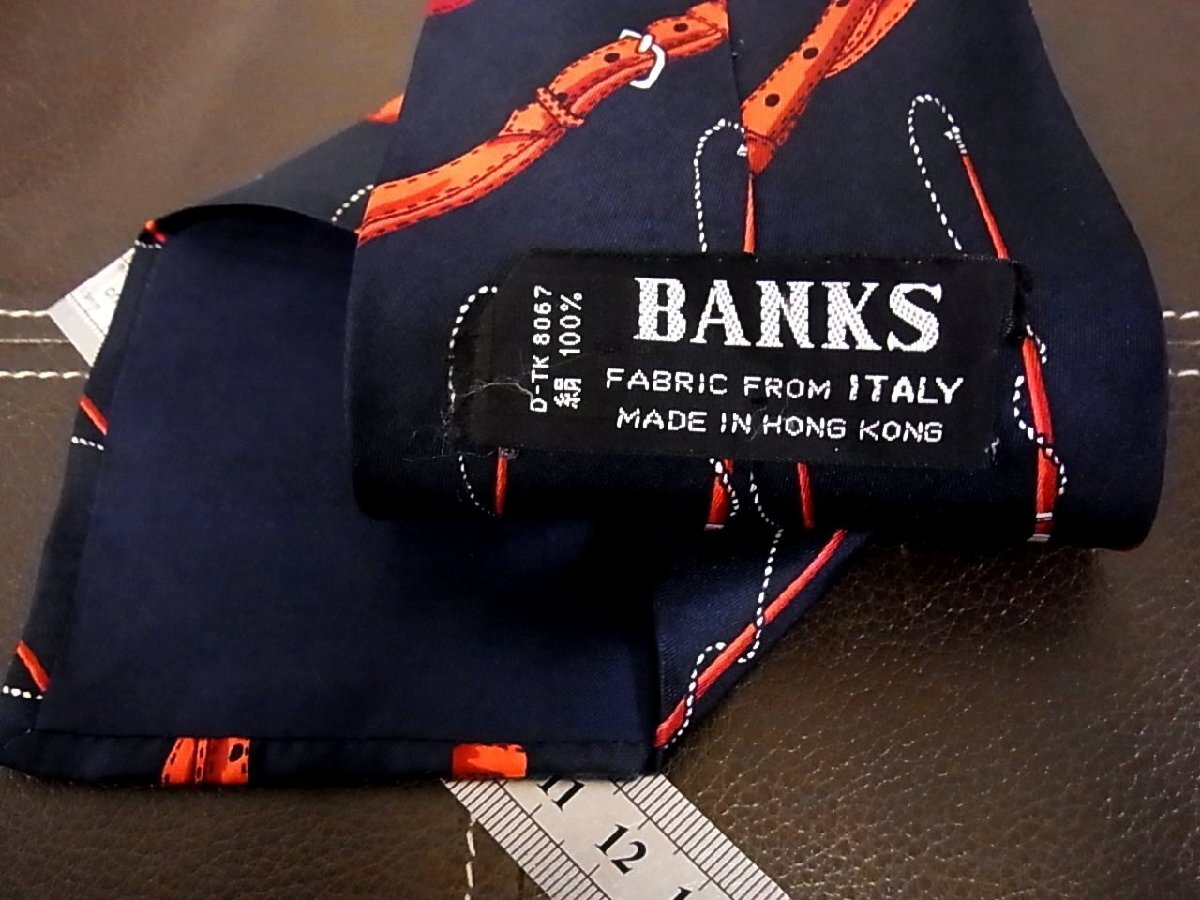 BANKS
FABRIC FROM ITALY
MADE IN HONG KONG
D-TK 8067
絹 100%
11
12